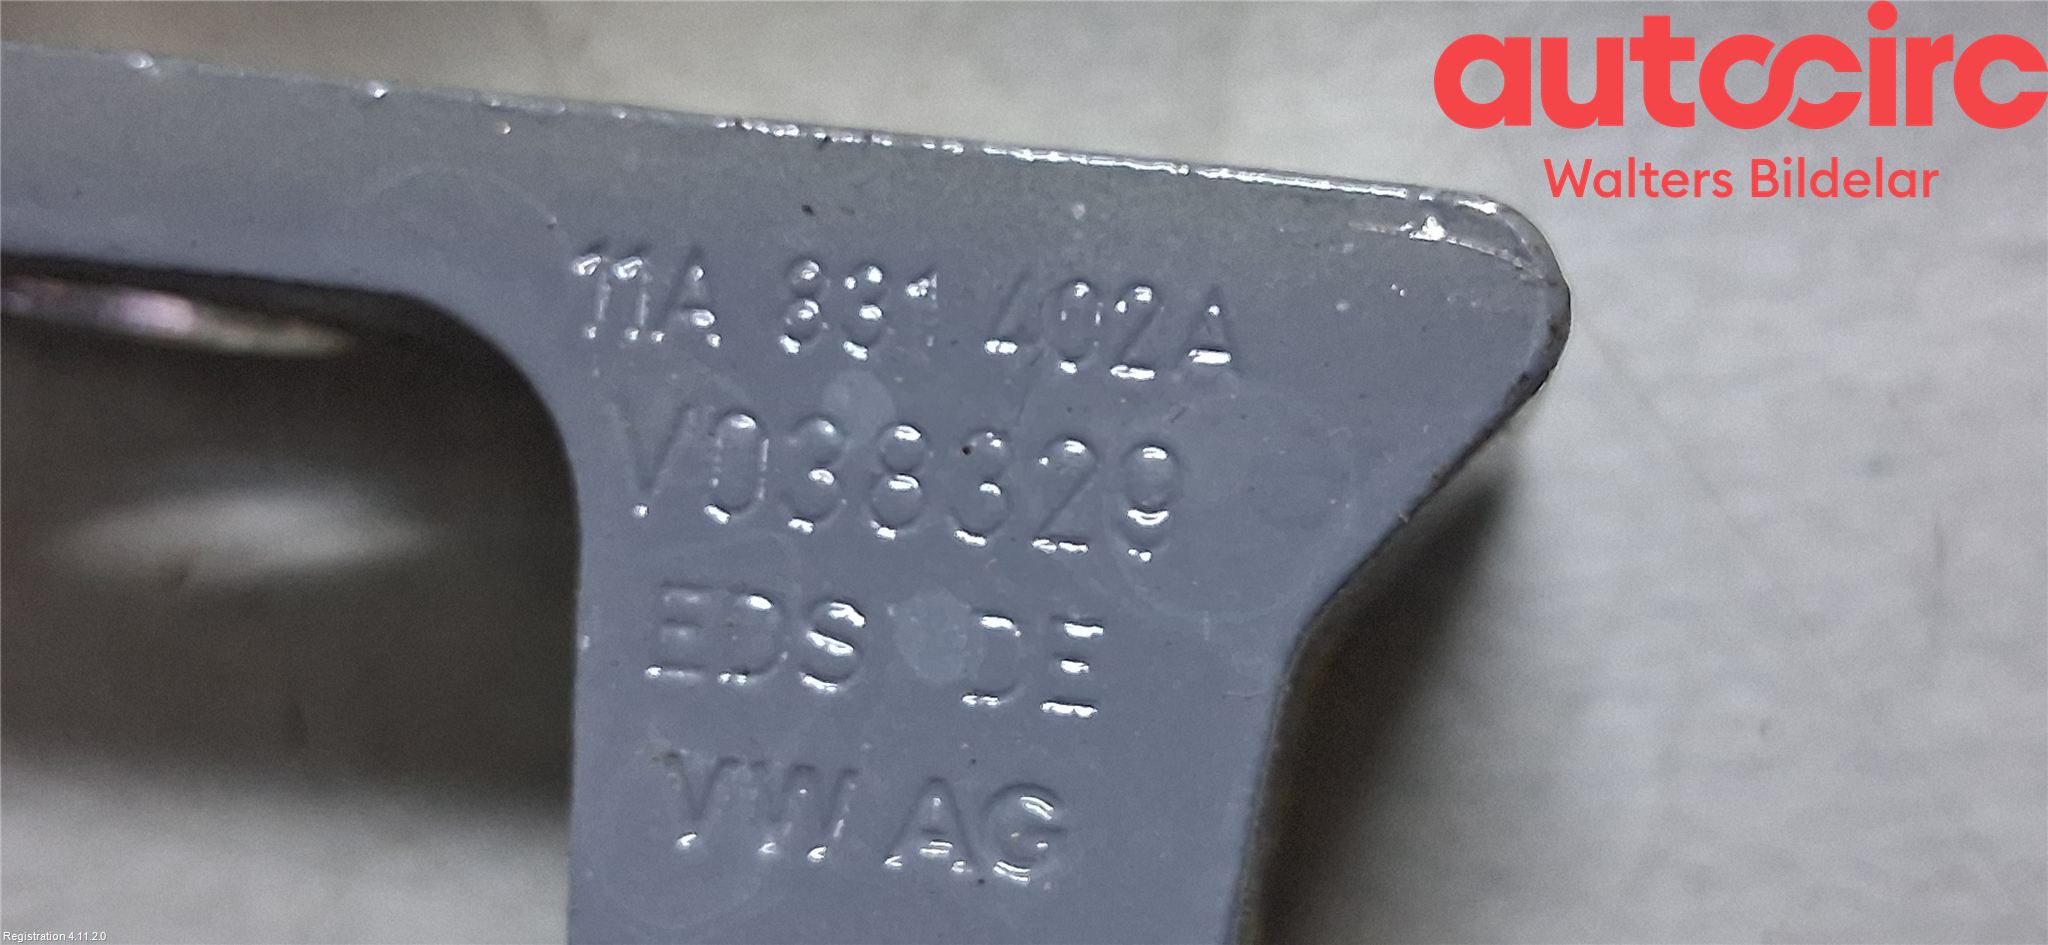 autocirc
Walters Bildelar
11A 831 402A
V038329
EDS DE
VW AG
Registration 4.11.2.0